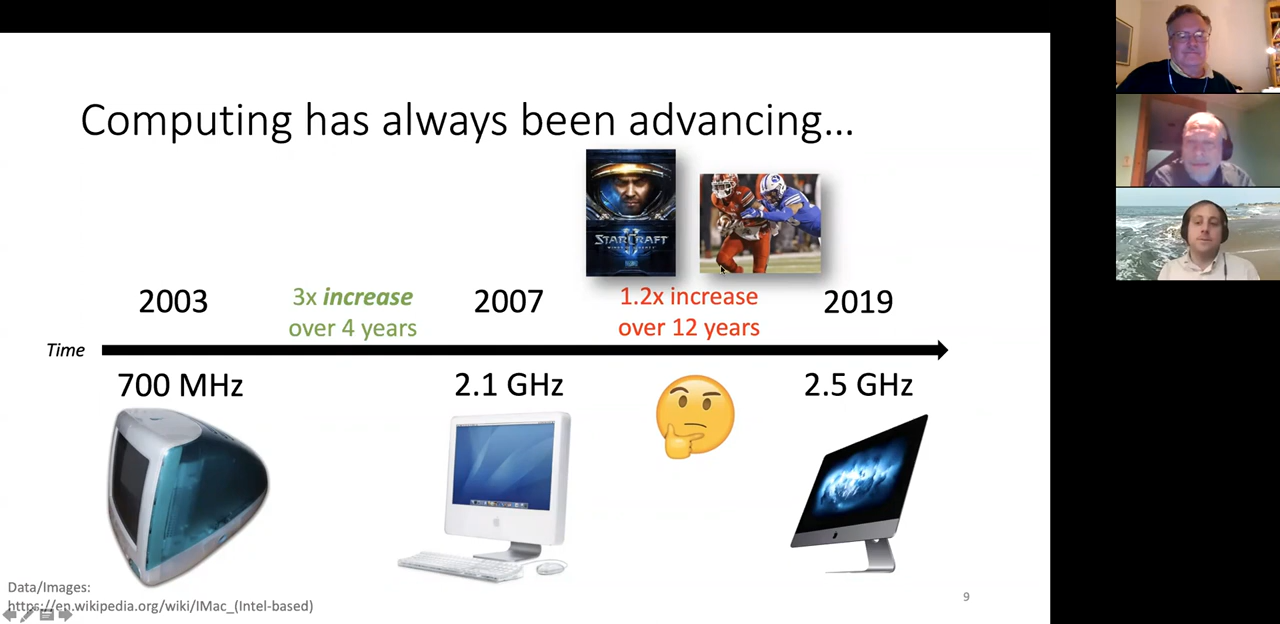 Computing has always been advancing...
STARCRAFT
2003
3x increase
over 4 years
2007
1.2x increase
over 12 years
2019
Time
700 MHz
2.1 GHz
2.5 GHz
Data/Images:
https://en.wikipedia.org/wiki/IMac_(Intel-based)
9